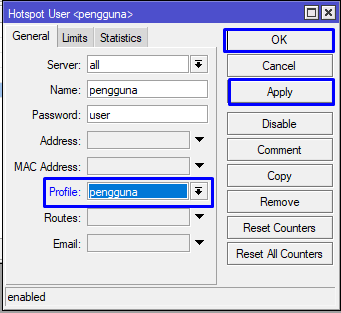 Hotspot User <pengguna>
General Limits Statistics
Server: all
Name: pengguna
Password: user
Address:
MAC Address:
Profile: pengguna
Routes:
Email:
OK
Cancel
Apply
Disable
Comment
Copy
Remove
Reset Counters
Reset All Counters
enabled